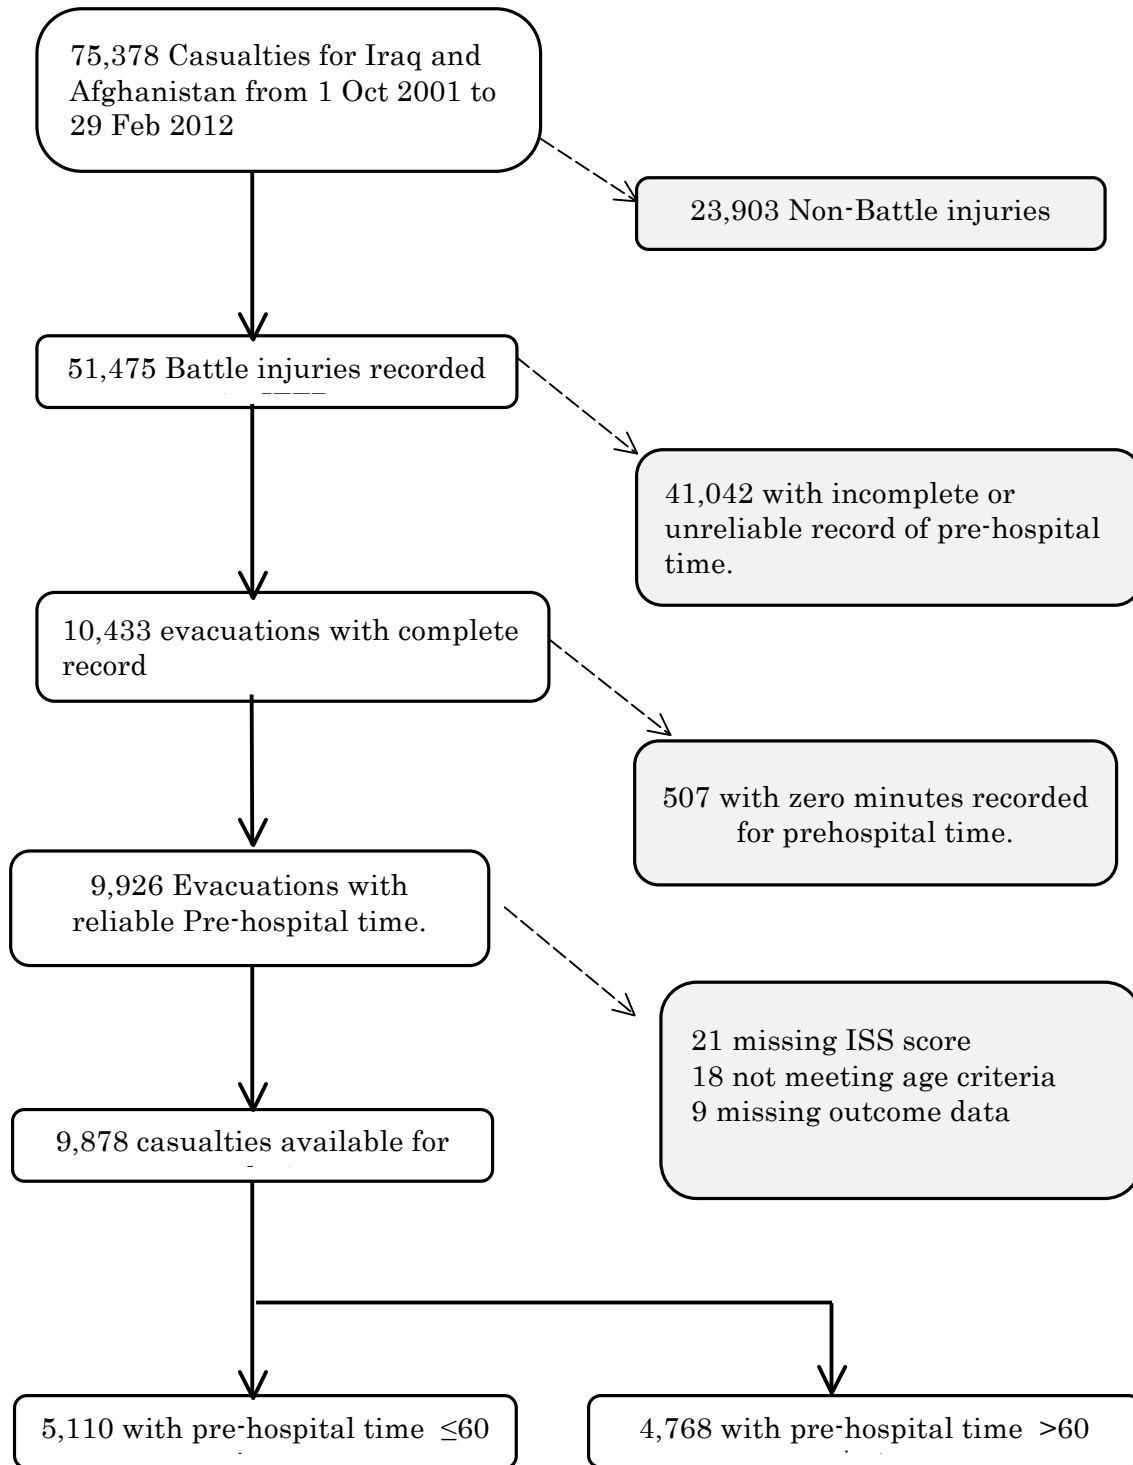 75,378 Casualties for Iraq and
Afghanistan from 1 Oct 2001 to
29 Feb 2012
23,903 Non-Battle injuries
51,475 Battle injuries recorded
41,042 with incomplete or
unreliable record of pre-hospital
time.
10,433 evacuations with complete
record
507 with zero minutes recorded
for prehospital time.
9,926 Evacuations with
reliable Pre-hospital time.
21 missing ISS score
18 not meeting age criteria
9 missing outcome data
9,878 casualties available for
5,110 with pre-hospital time ≤60
4,768 with pre-hospital time >60